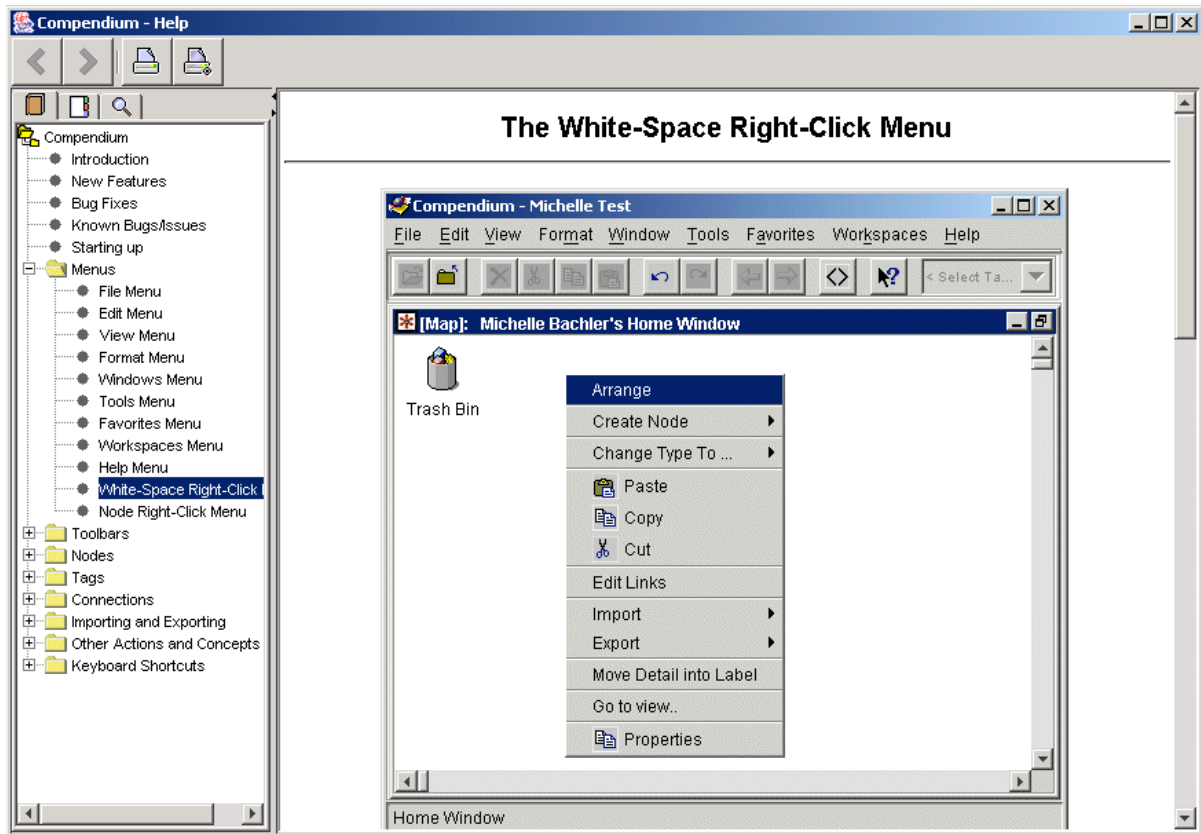 Compendium - Help
Compendium
Introduction
New Features
Bug Fixes
Known Bugs/Issues
Starting up
Menus
File Menu
Edit Menu
View Menu
Format Menu
Windows Menu
Tools Menu
Favorites Menu
Workspaces Menu
Help Menu
White-Space Right-Click
Node Right-Click Menu
Toolbars
Nodes
Tags
Connections
Importing and Exporting
Other Actions and Concepts
Keyboard Shortcuts
The White-Space Right-Click Menu
Compendium - Michelle Test
File Edit View Format Window Tools Favorites Workspaces Help
< Select Ta...
[Map]: Michelle Bachler's Home Window
Trash Bin
Arrange
Create Node
Change Type To ...
Paste
Copy
Cut
Edit Links
Import
Export
Move Detail into Label
Go to view..
Properties
Home Window